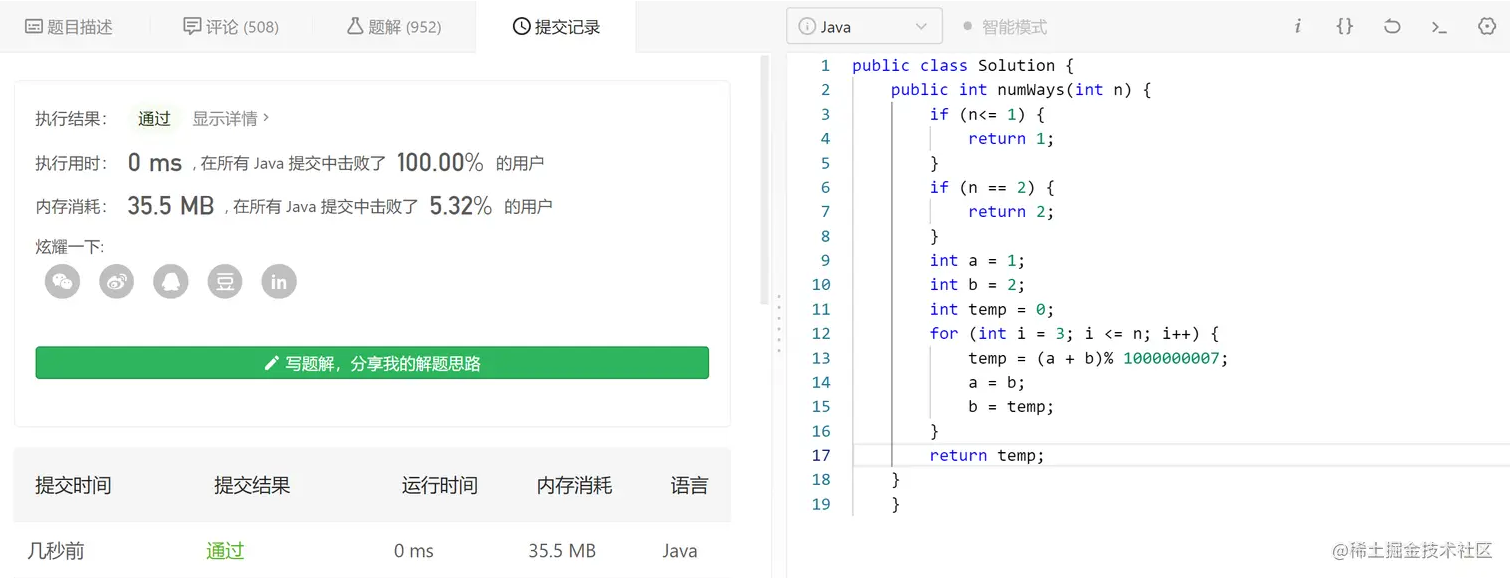 题目描述 评论 (508) 题解 (952) 提交记录
执行结果： 通过 显示详情 >
执行用时： 0 ms , 在所有 Java 提交中击败了 100.00% 的用户
内存消耗： 35.5 MB , 在所有 Java 提交中击败了 5.32% 的用户
炫耀一下:
豆 in
写题解，分享我的解题思路
提交时间 提交结果 运行时间 内存消耗 语言
几秒前 通过 0 ms 35.5 MB Java
i Java 智能模式 i {} >_
1 public class Solution {
2 public int numWays(int n) {
3 if (n<= 1) {
4 return 1;
5 }
6 if (n == 2) {
7 return 2;
8 }
9 int a = 1;
10 int b = 2;
11 int temp = 0;
12 for (int i = 3; i <= n; i++) {
13 temp = (a + b)% 1000000007;
14 a = b;
15 b = temp;
16 }
17 return temp;
18 }
19 }
@稀土掘金技术社区